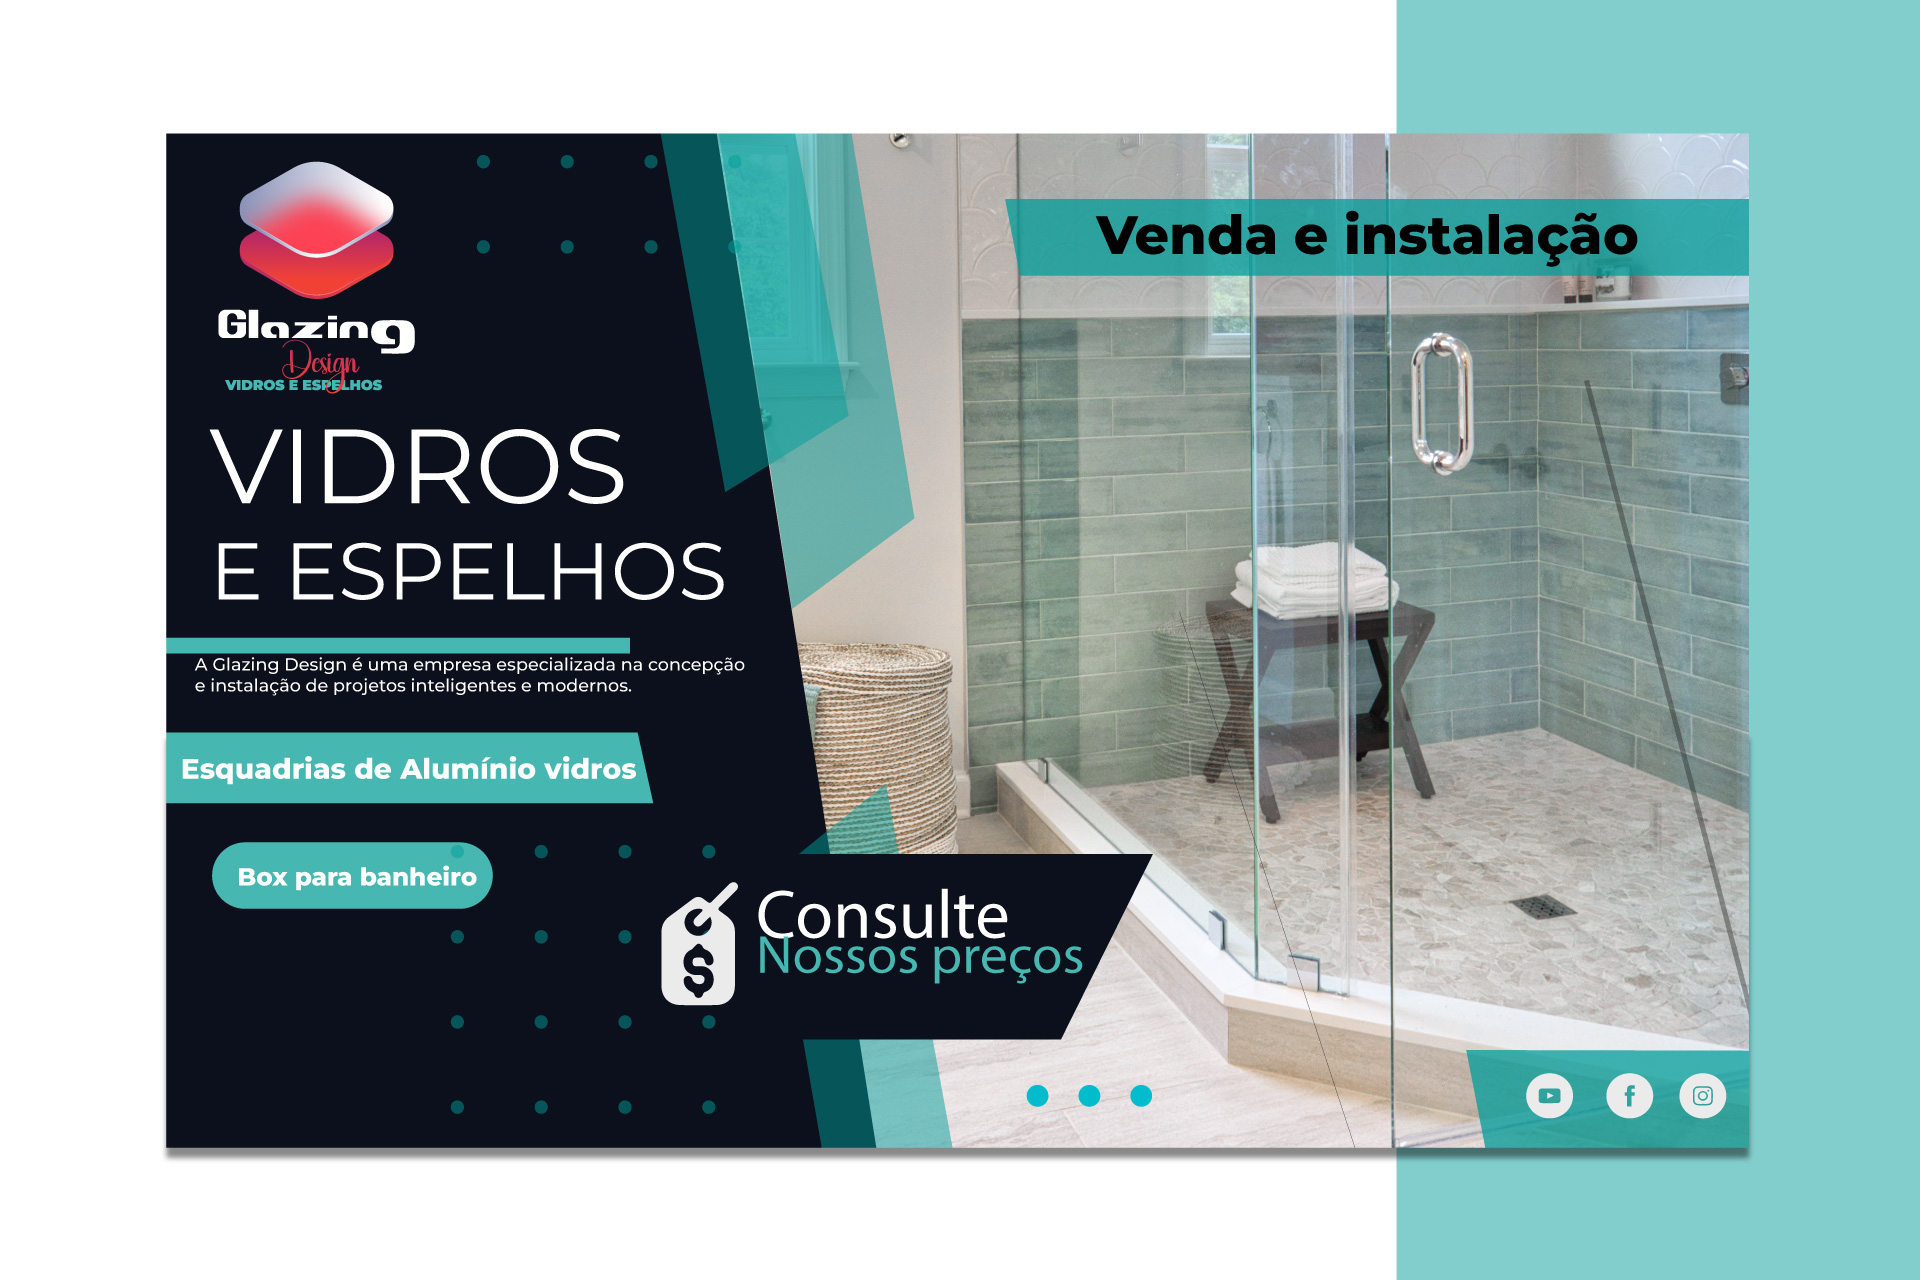 Glazing
Design
VIDROS E ESPELHOS
VIDROS
E ESPELHOS
A Glazing Design é uma empresa especializada na concepção
e instalação de projetos inteligentes e modernos.
Esquadrias de Alumínio vidros
Box para banheiro
Venda e instalação
$
Consulte
Nossos preços